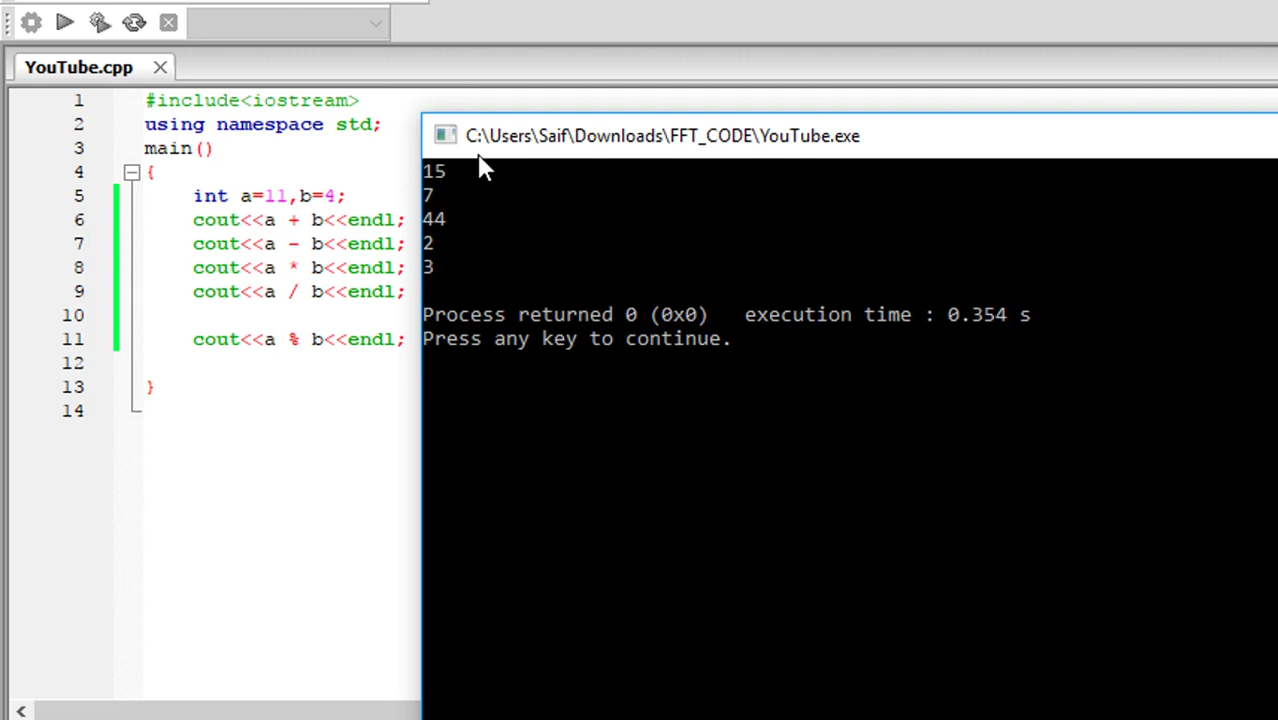 YouTube.cpp
1 #include<iostream>
2 using namespace std;
3 main()
4 {
5 int a=11,b=4;
6 cout<<a + b<<endl;
7 cout<<a - b<<endl;
8 cout<<a * b<<endl;
9 cout<<a / b<<endl;
10
11 cout<<a % b<<endl;
12
13 }
14
C:\Users\Saif\Downloads\FFT_CODE\YouTube.exe
15
7
44
2
3
Process returned 0 (0x0)   execution time : 0.354 s
Press any key to continue.